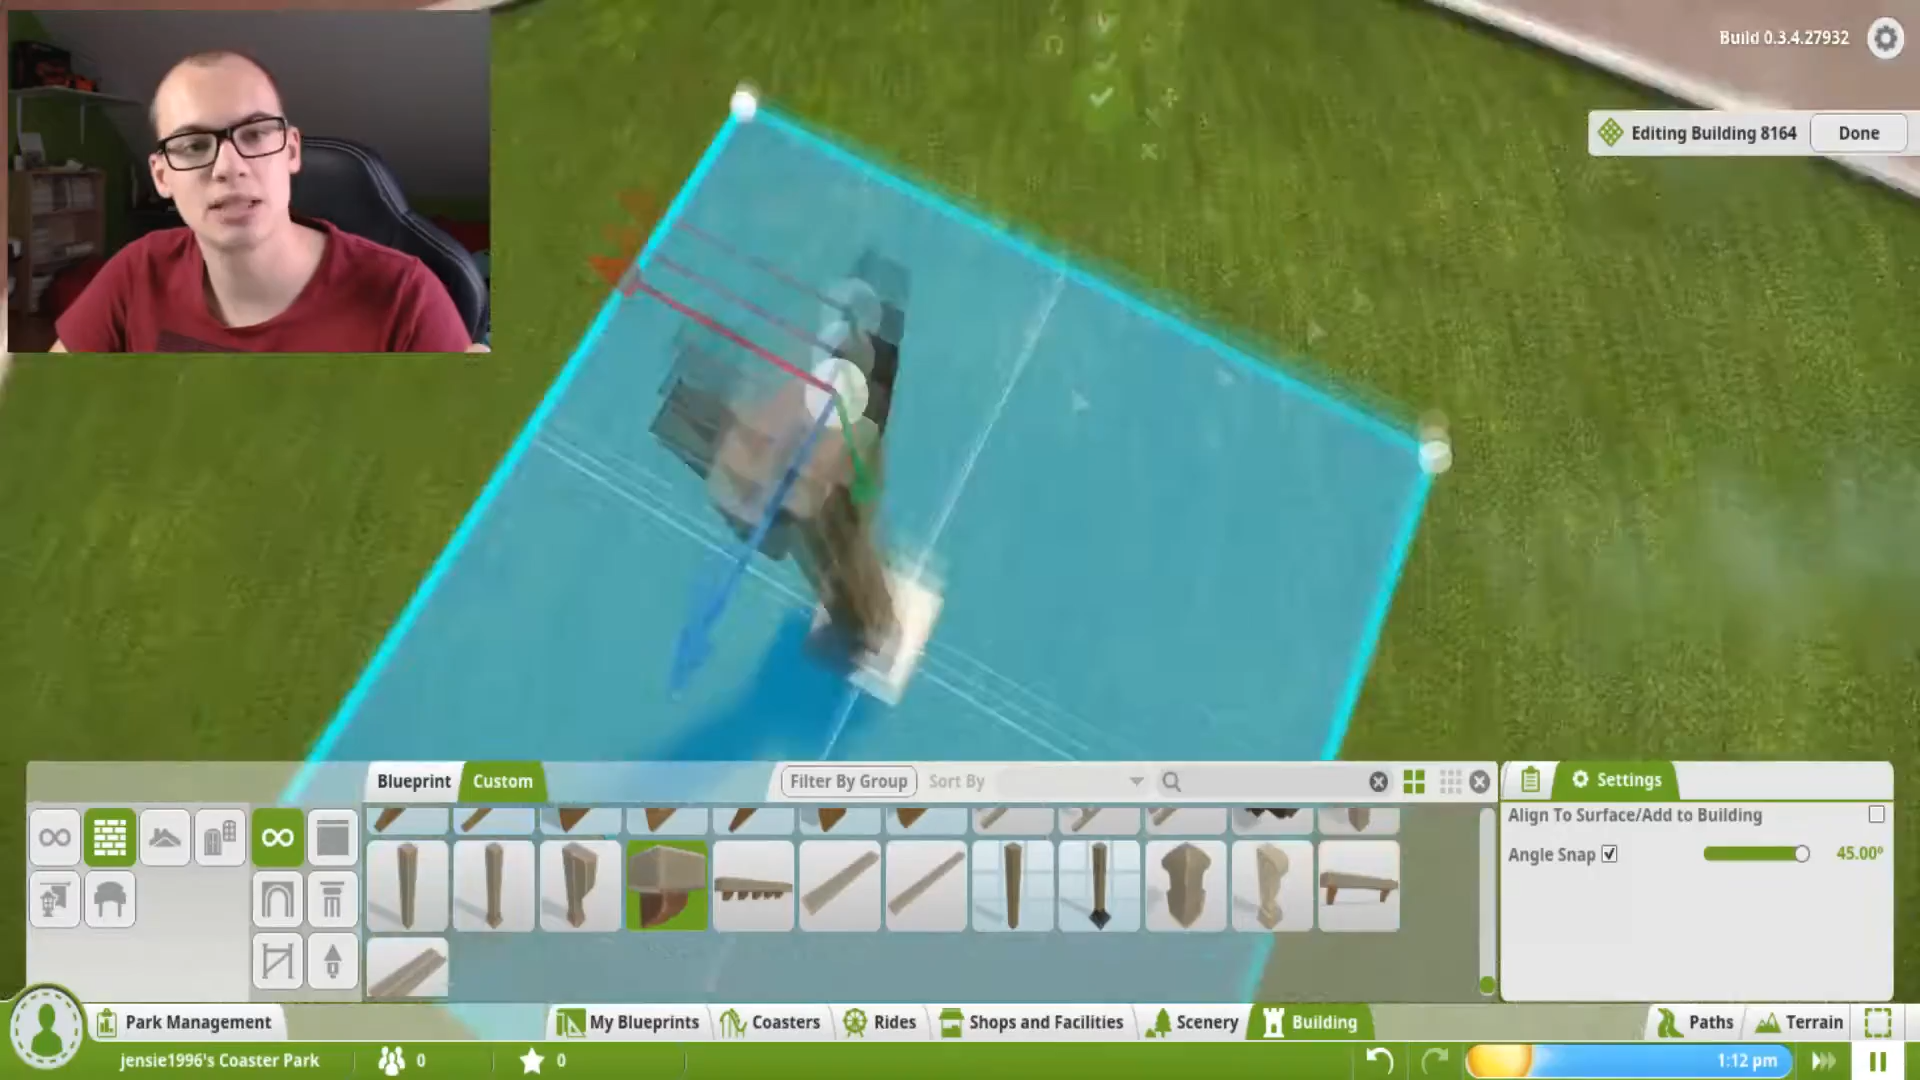 Build 0.3.4.27932
Editing Building 8164
Done
Blueprint
Custom
Filter By Group
Sort By
Settings
Align To Surface/Add to Building
Angle Snap
45.00°
Park Management
My Blueprints
Coasters
Rides
Shops and Facilities
Scenery
Building
Paths
Terrain
jensie1996's Coaster Park
0
0
1:12 pm